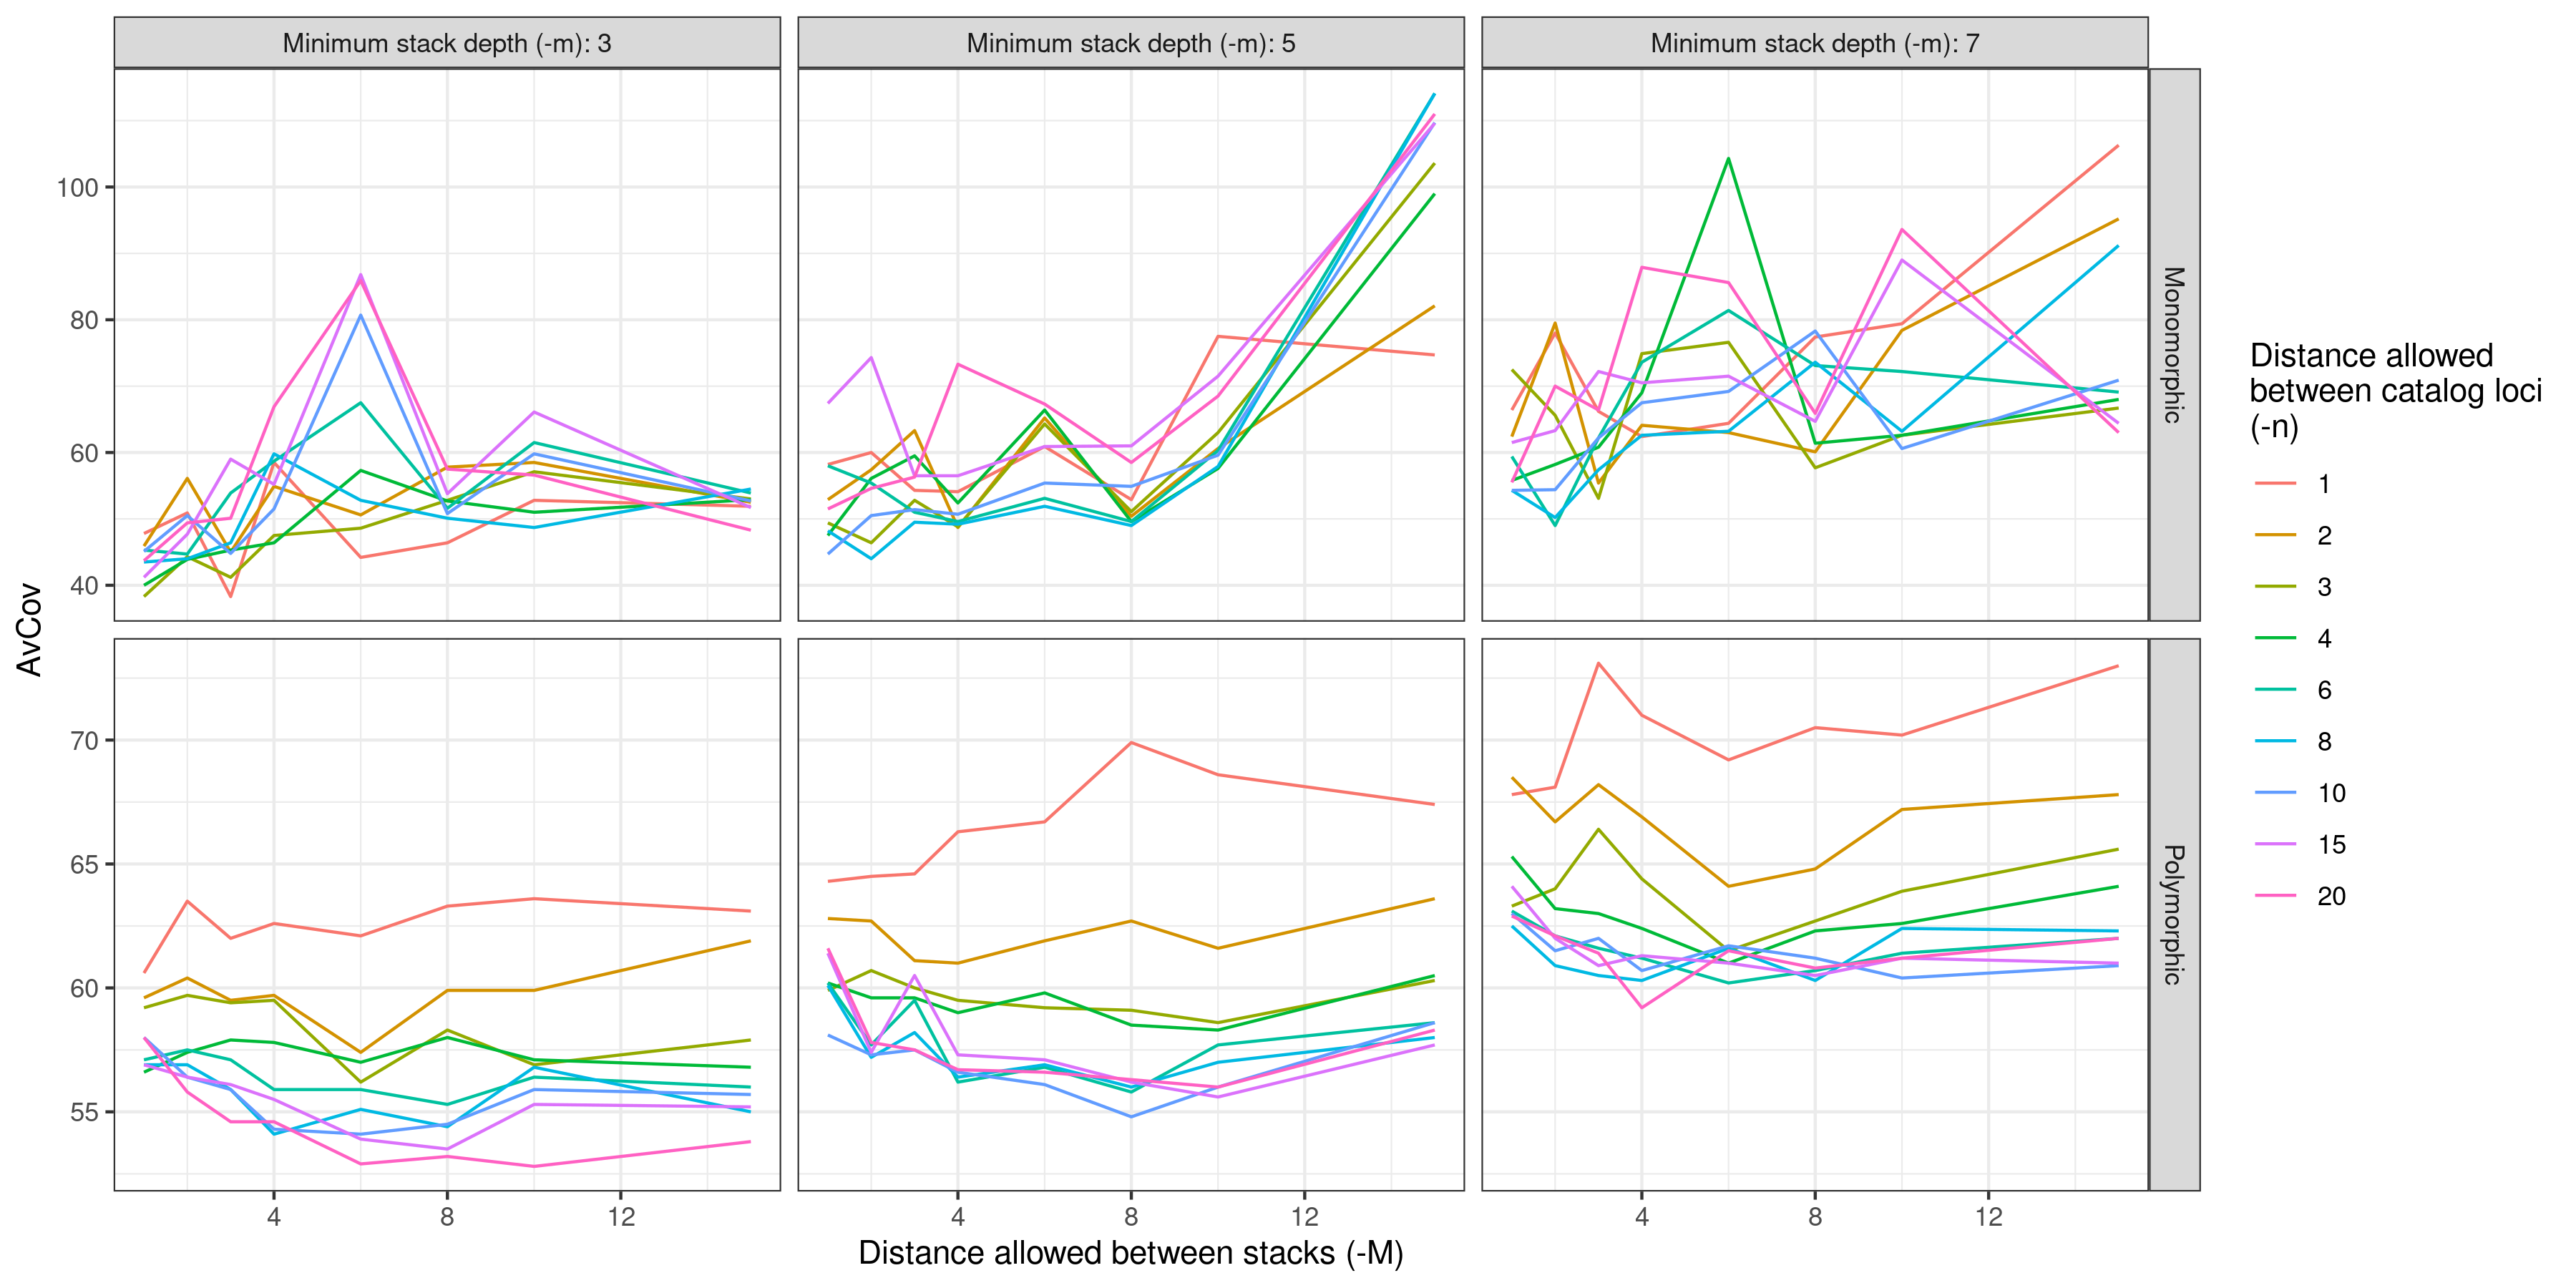 Minimum stack depth (-m): 3
Minimum stack depth (-m): 5
Minimum stack depth (-m): 7
100
80
60
40
Monomorphic
70
65
60
55
Polymorphic
4
8
12
4
8
12
4
8
12
AvCov
Distance allowed between stacks (-M)
Distance allowed
between catalog loci
(-n)
1
2
3
4
6
8
10
15
20